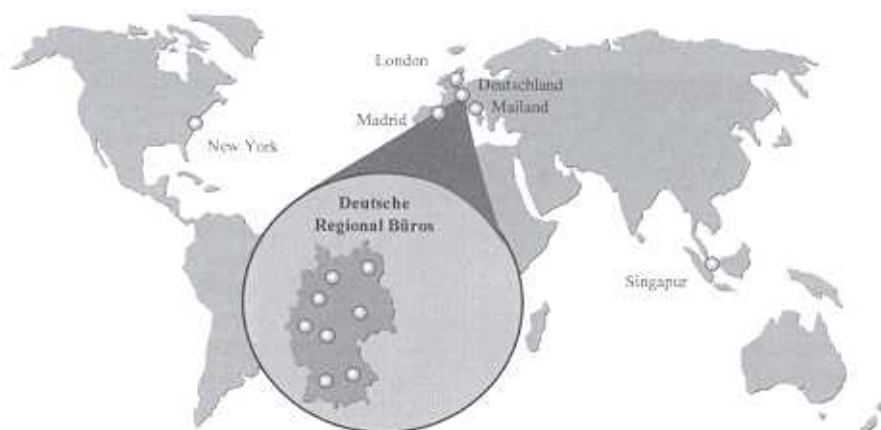 London
Deutschland
Mailand
Madrid
New York
Deutsche
Regional Büros
Singapur